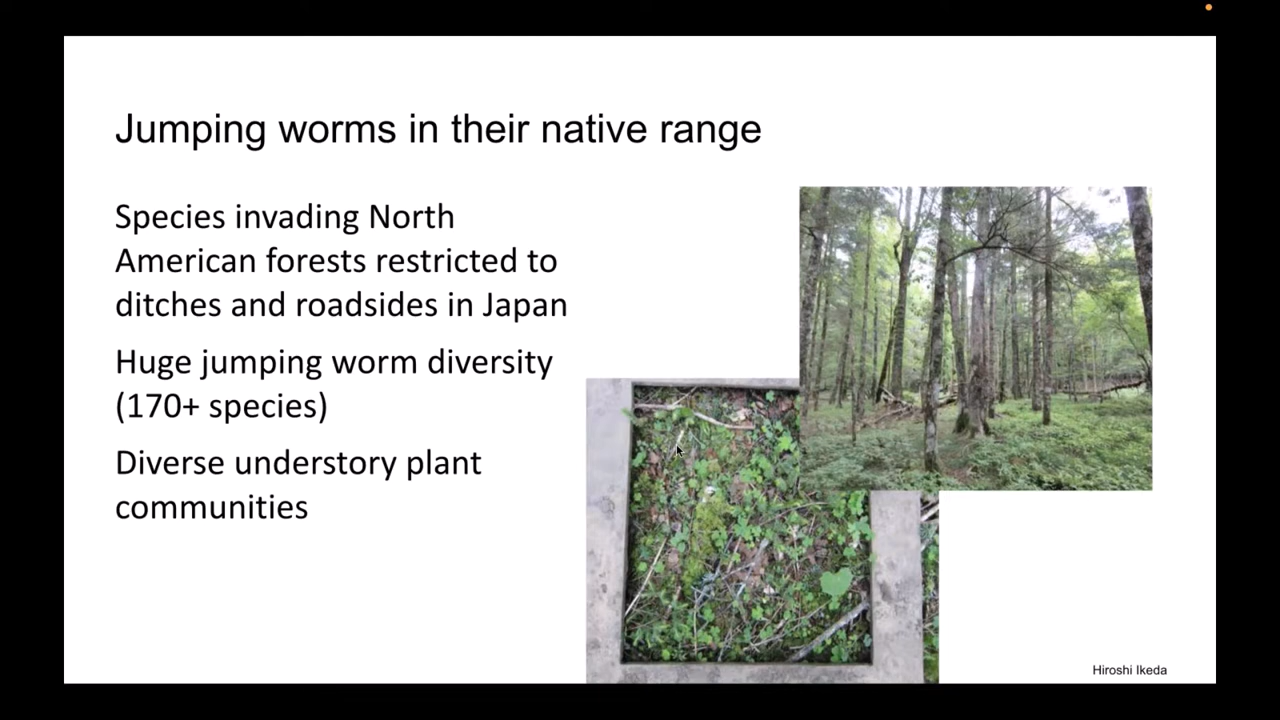 Jumping worms in their native range
Species invading North
American forests restricted to
ditches and roadsides in Japan
Huge jumping worm diversity
(170+ species)
Diverse understory plant
communities
Hiroshi Ikeda